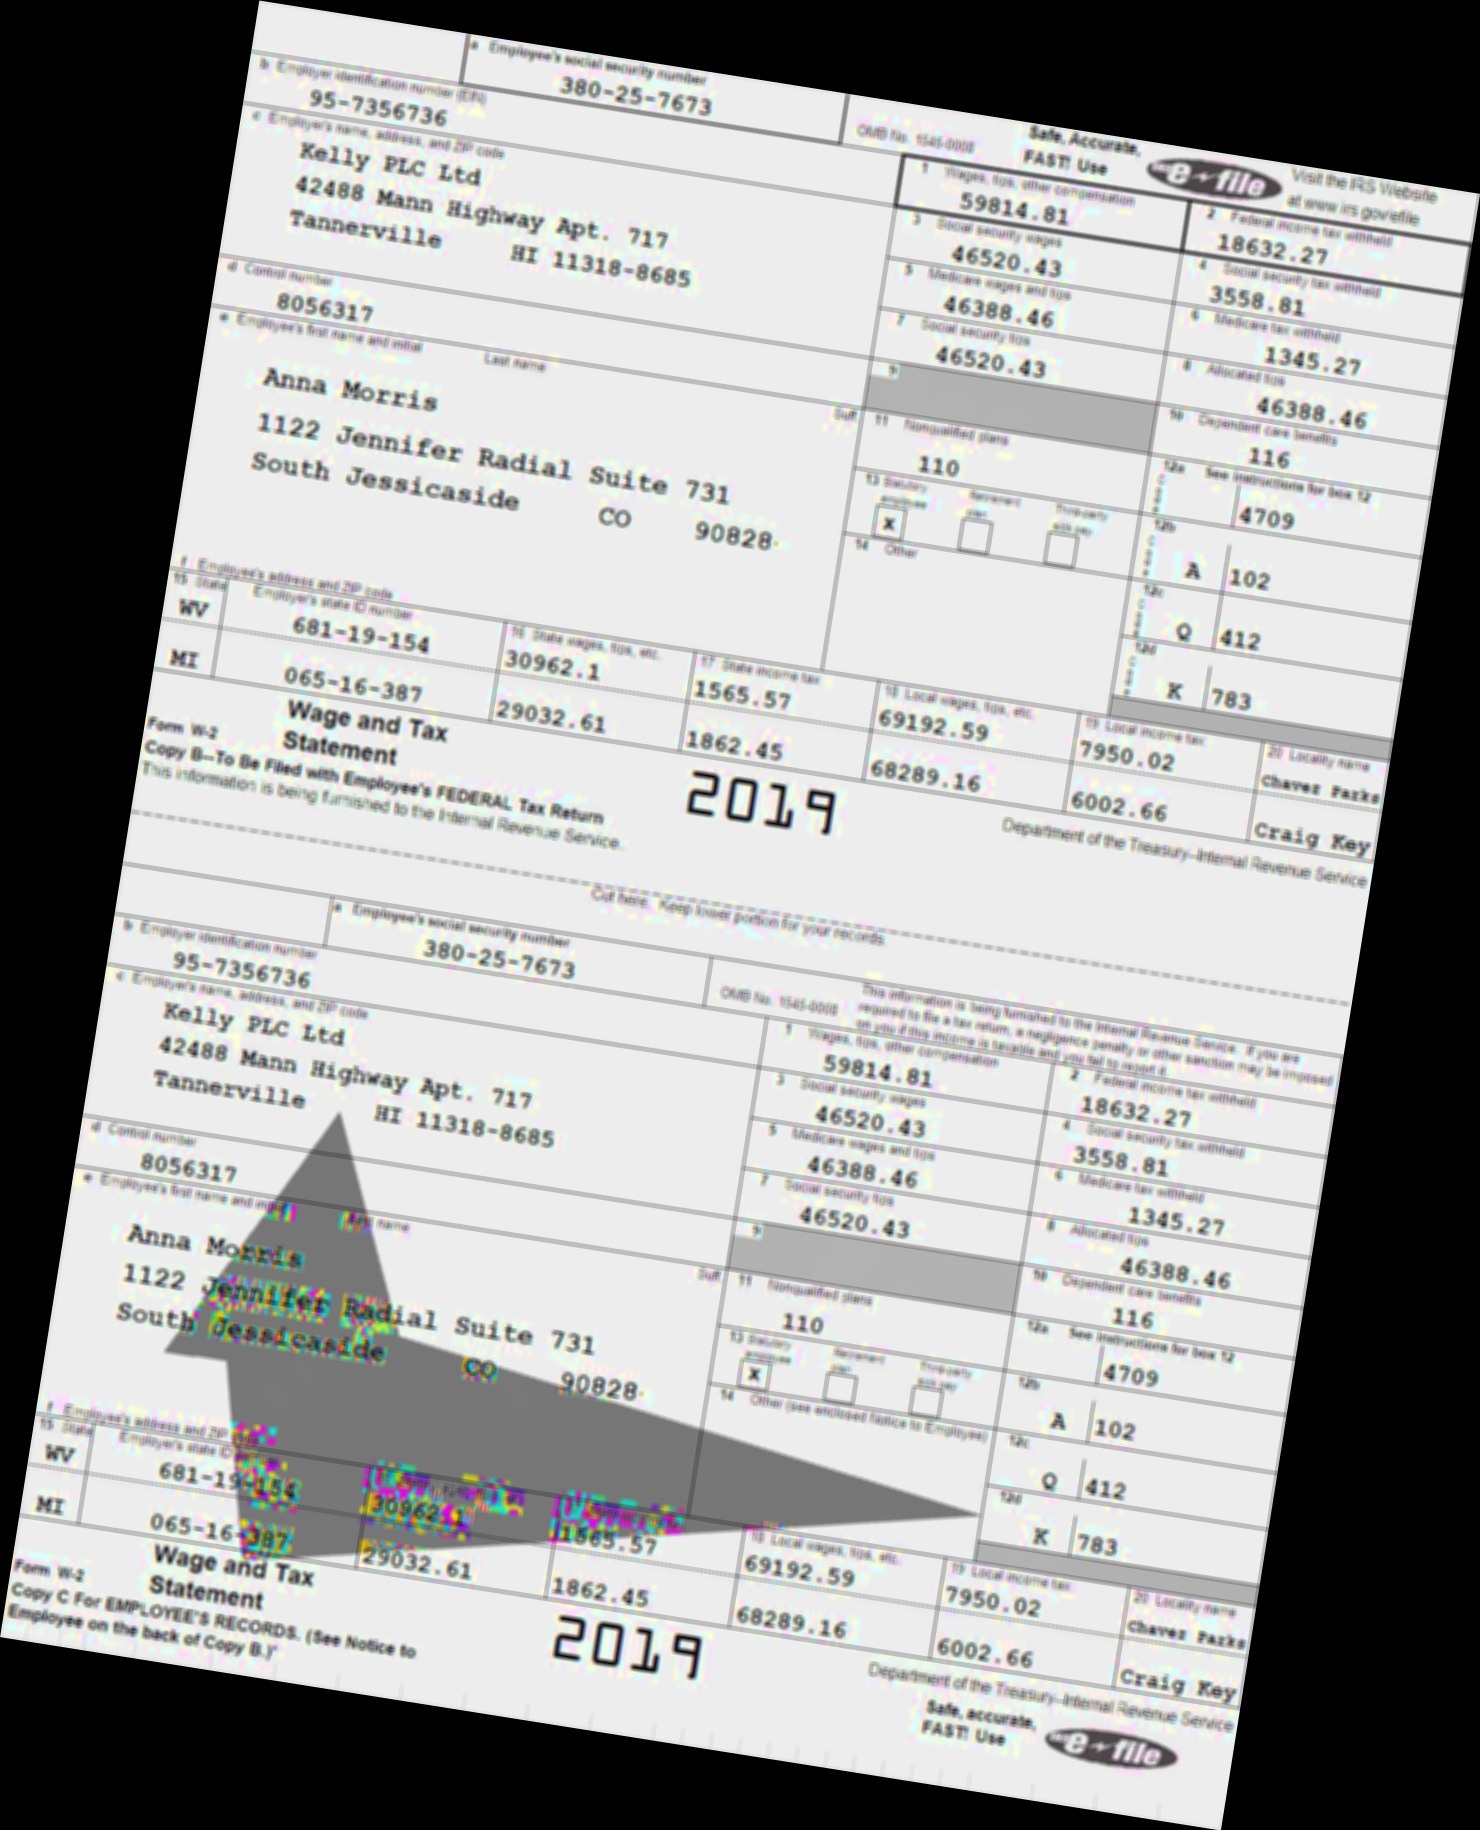 a Employee's social security number
380-25-7673
OMB No. 1545-0008
Safe, Accurate,
FAST! Use
e file
Visit the IRS Website
at www.irs.gov/efile
b Employer identification number (EIN)
95-7356736
1 Wages, tips, other compensation
59814.81
2 Federal income tax withheld
18632.27
c Employer's name, address, and ZIP code
Kelly PLC Ltd
42488 Mann Highway Apt. 717
Tannerville HI 11318-8685
3 Social security wages
46520.43
4 Social security tax withheld
3558.81
5 Medicare wages and tips
46388.46
6 Medicare tax withheld
1345.27
7 Social security tips
46520.43
8 Allocated tips
46388.46
d Control number
8056317
9
10 Dependent care benefits
116
e Employee's first name and initial Last name Suff.
Anna Morris
1122 Jennifer Radial Suite 731
South Jessicaside CO 90828
11 Nonqualified plans
110
12a See instructions for box 12
4709
13 Statutory employee Retirement plan Third-party sick pay
x
12b
A 102
14 Other
12c
Q 412
12d
K 783
f Employee's address and ZIP code
15 State Employer's state ID number 16 State wages, tips, etc. 17 State income tax 18 Local wages, tips, etc. 19 Local income tax 20 Locality name
WV 681-19-154 30962.1 1565.57 69192.59 7950.02 Chavez Parks
MI 065-16-387 29032.61 1862.45 68289.16 6002.66 Craig Key
Form W-2 Wage and Tax
Statement
2019
Department of the Treasury-Internal Revenue Service
Copy B--To Be Filed with Employee's FEDERAL Tax Return
This information is being furnished to the Internal Revenue Service.
Cut here. Keep lower portion for your records.
a Employee's social security number
380-25-7673
OMB No. 1545-0008
This information is being furnished to the Internal Revenue Service. If you are
required to file a tax return, a negligence penalty or other sanction may be imposed
on you if this income is taxable and you fail to report it.
b Employer identification number
95-7356736
1 Wages, tips, other compensation
59814.81
2 Federal income tax withheld
18632.27
c Employer's name, address, and ZIP code
Kelly PLC Ltd
42488 Mann Highway Apt. 717
Tannerville HI 11318-8685
3 Social security wages
46520.43
4 Social security tax withheld
3558.81
5 Medicare wages and tips
46388.46
6 Medicare tax withheld
1345.27
7 Social security tips
46520.43
8 Allocated tips
46388.46
d Control number
8056317
9
10 Dependent care benefits
116
e Employee's first name and initial name Suff.
Anna Morris
1122 Jennifer Radial Suite 731
South Jessicaside CO 90828
11 Nonqualified plans
110
12a See instructions for box 12
4709
13 Statutory employee Retirement plan Third-party sick pay
x
12b
A 102
14 Other (see enclosed Notice to Employee)
12c
Q 412
12d
K 783
f Employee's address and ZIP
15 State Employer's state ID 18 Local wages, tips, etc. 19 Local income tax 20 Locality name
WV 681-19-154 30962.1 1565.57 69192.59 7950.02 Chavez Parks
MI 065-16-387 29032.61 1862.45 68289.16 6002.66 Craig Key
Form W-2 Wage and Tax
Statement
2019
Department of the Treasury-Internal Revenue Service
Copy C For EMPLOYEE'S RECORDS. (See Notice to
Employee on the back of Copy B.)
Safe, accurate,
FAST! Use
e file